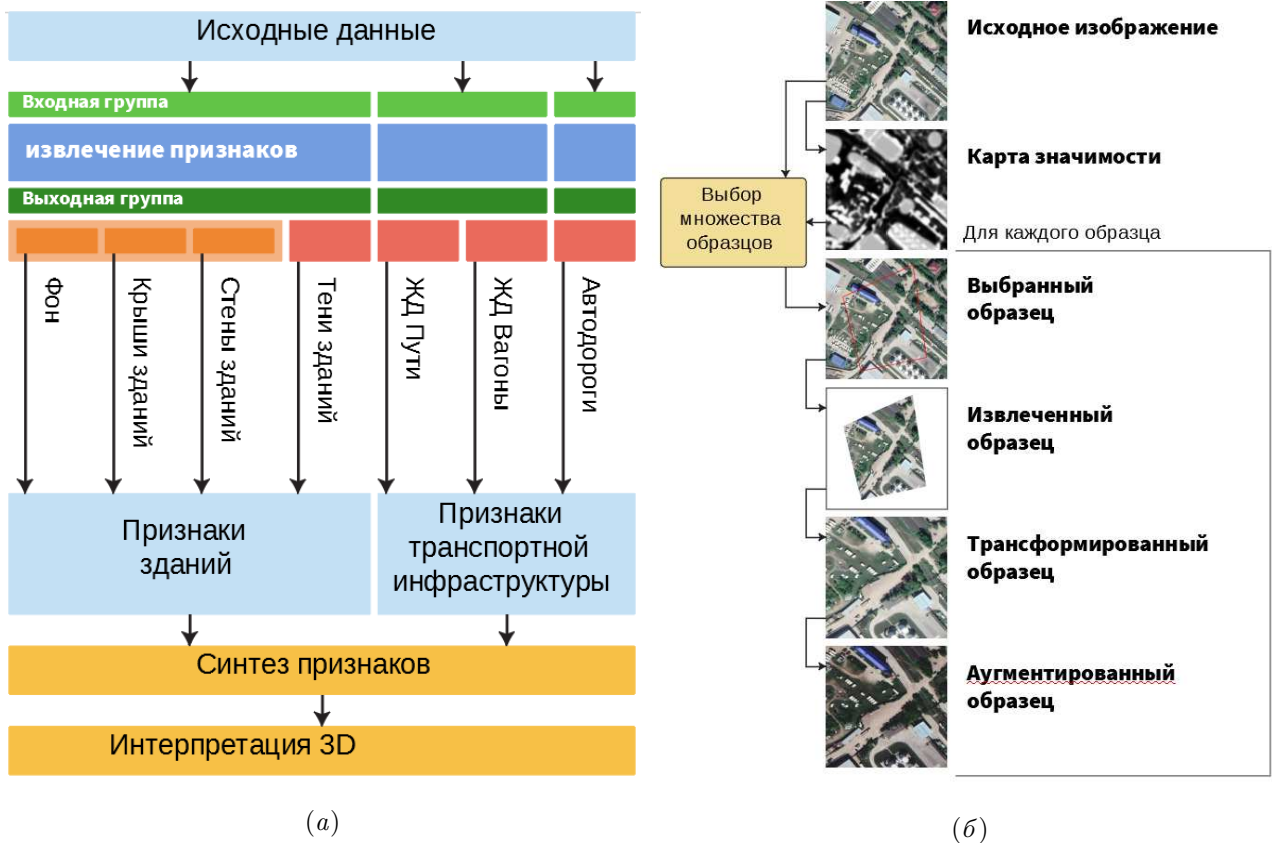 Исходные данные
Входная группа
извлечение признаков
Выходная группа
Фон
Крыши зданий
Стены зданий
Тени зданий
ЖД Пути
ЖД Вагоны
Автодороги
Признаки
зданий
Признаки
транспортной
инфраструктуры
Синтез признаков
Интерпретация 3D
(а)
Исходное изображение
Карта значимости
Выбор
множества
образцов
Для каждого образца
Выбранный
образец
Извлеченный
образец
Трансформированный
образец
Аугментированный
образец
(б)